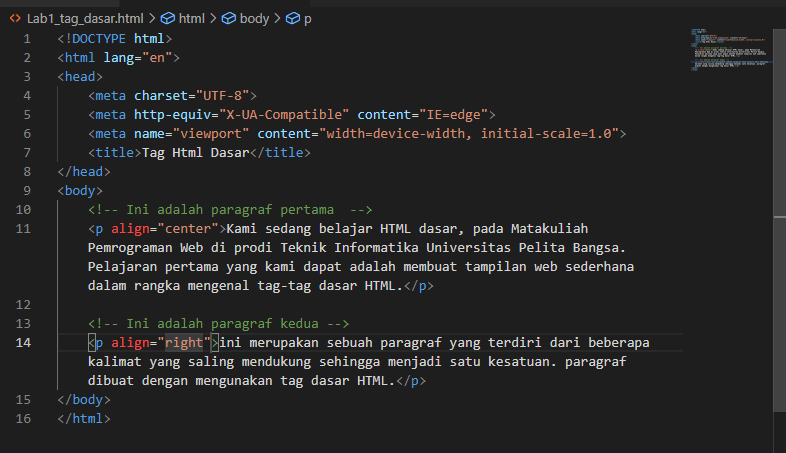 Lab1_tag_dasar.html > html > body > p
1 <!DOCTYPE html>
2 <html lang="en">
3 <head>
4 <meta charset="UTF-8">
5 <meta http-equiv="X-UA-Compatible" content="IE=edge">
6 <meta name="viewport" content="width=device-width, initial-scale=1.0">
7 <title>Tag Html Dasar</title>
8 </head>
9 <body>
10 <!-- Ini adalah paragraf pertama  -->
11 <p align="center">Kami sedang belajar HTML dasar, pada Matakuliah
Pemrograman Web di prodi Teknik Informatika Universitas Pelita Bangsa.
Pelajaran pertama yang kami dapat adalah membuat tampilan web sederhana
dalam rangka mengenal tag-tag dasar HTML.</p>
12
13 <!-- Ini adalah paragraf kedua -->
14 <p align="right">ini merupakan sebuah paragraf yang terdiri dari beberapa
kalimat yang saling mendukung sehingga menjadi satu kesatuan. paragraf
dibuat dengan mengunakan tag dasar HTML.</p>
15 </body>
16 </html>